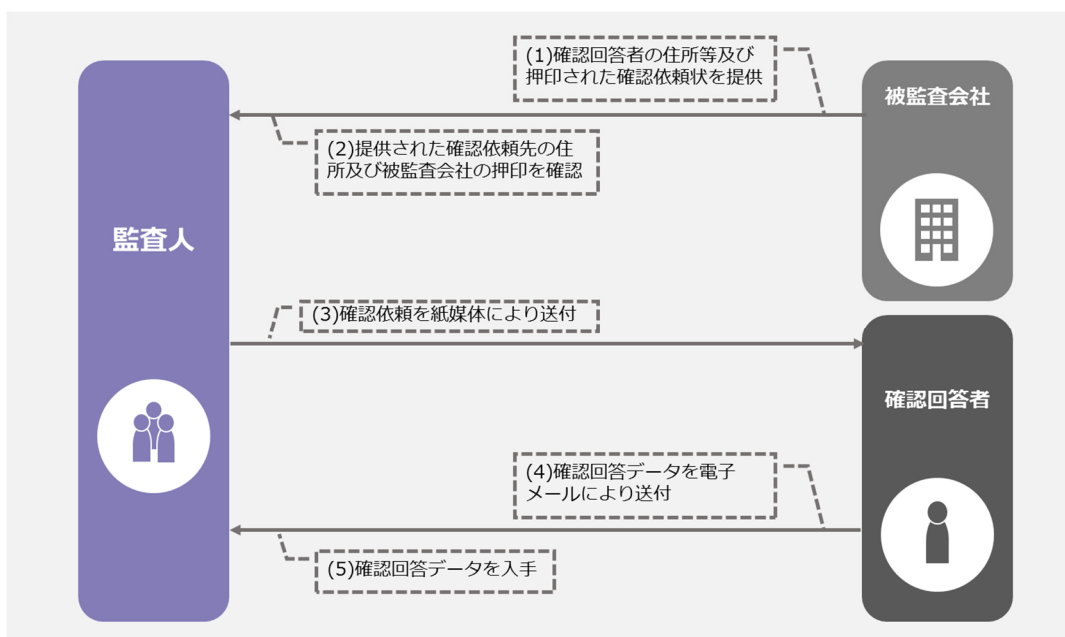 (1)確認回答者の住所等及び
押印された確認依頼状を提供
被監査会社
(2)提供された確認依頼先の住
所及び被監査会社の押印を確認
監査人
(3)確認依頼を紙媒体により送付
確認回答者
(4)確認回答データを電子
メールにより送付
(5)確認回答データを入手